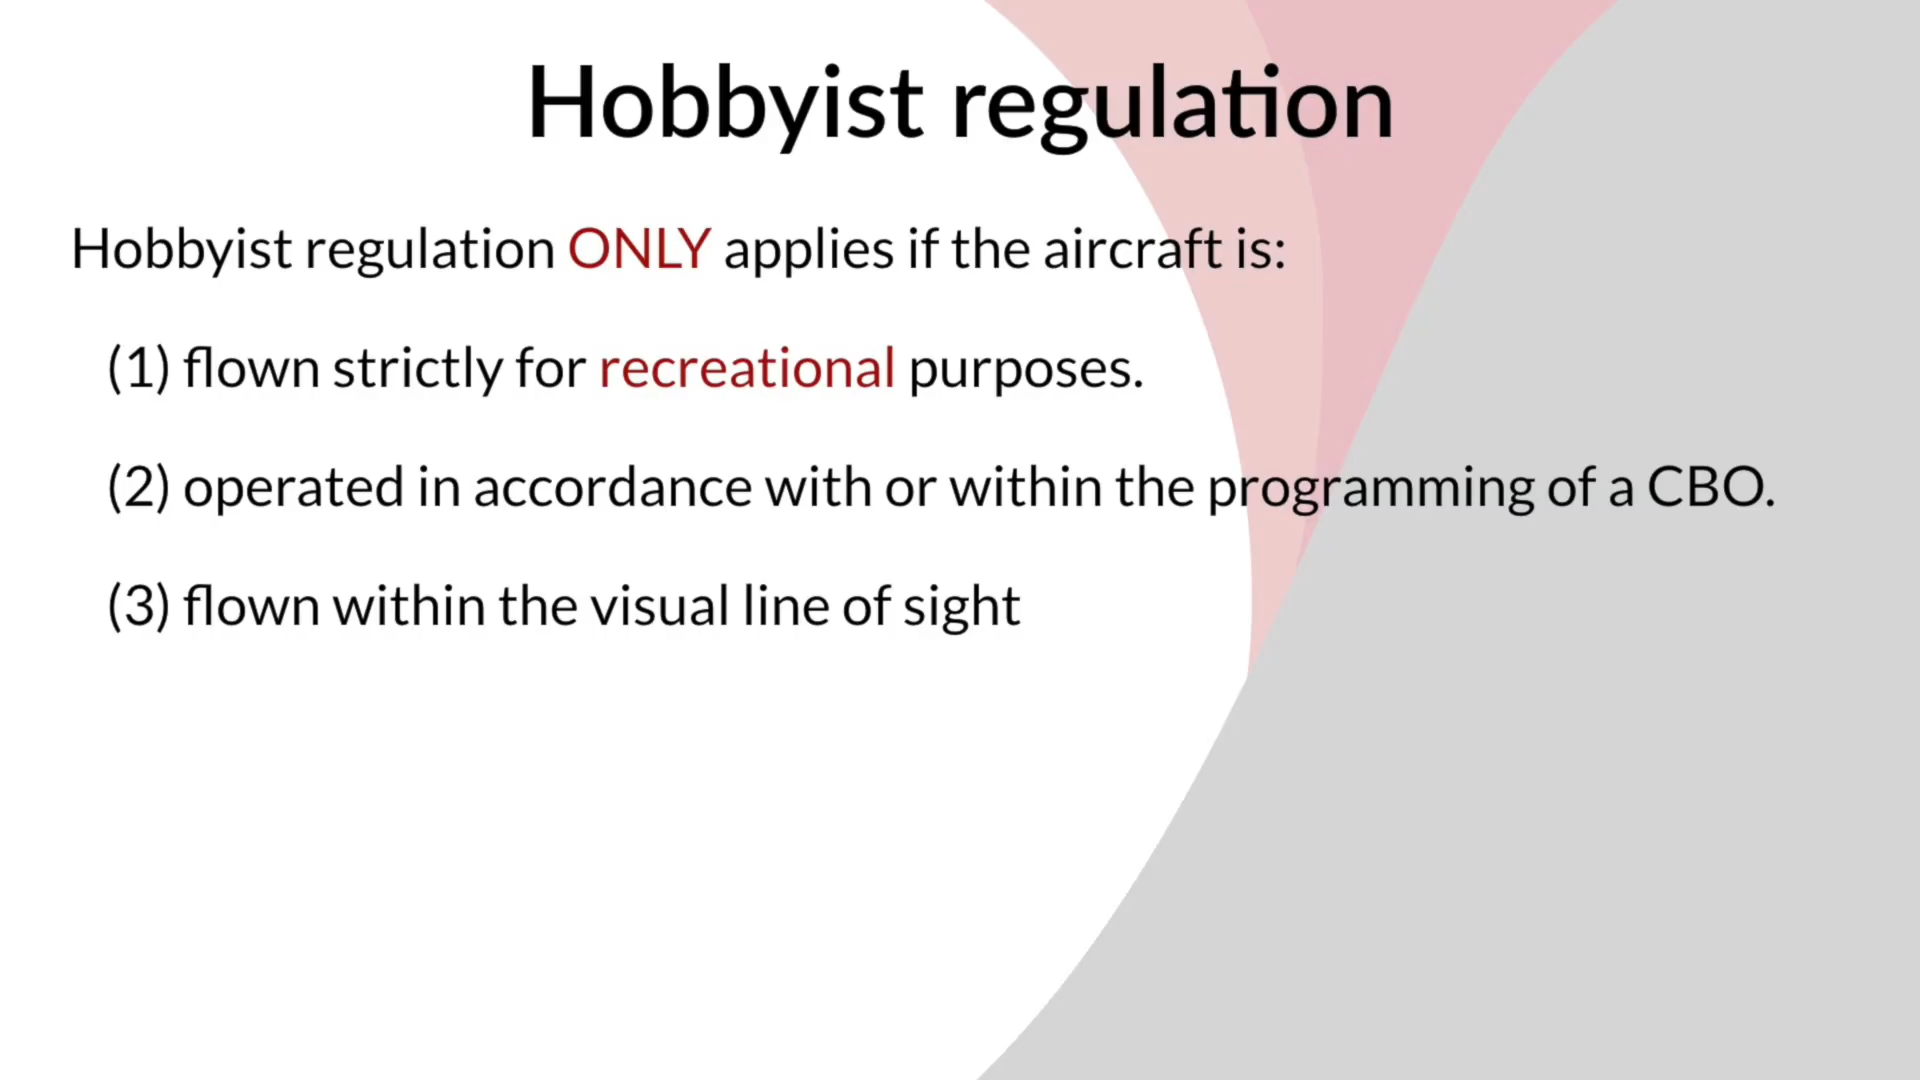 Hobbyist regulation
Hobbyist regulation ONLY applies if the aircraft is:
(1) flown strictly for recreational purposes.
(2) operated in accordance with or within the programming of a CBO.
(3) flown within the visual line of sight